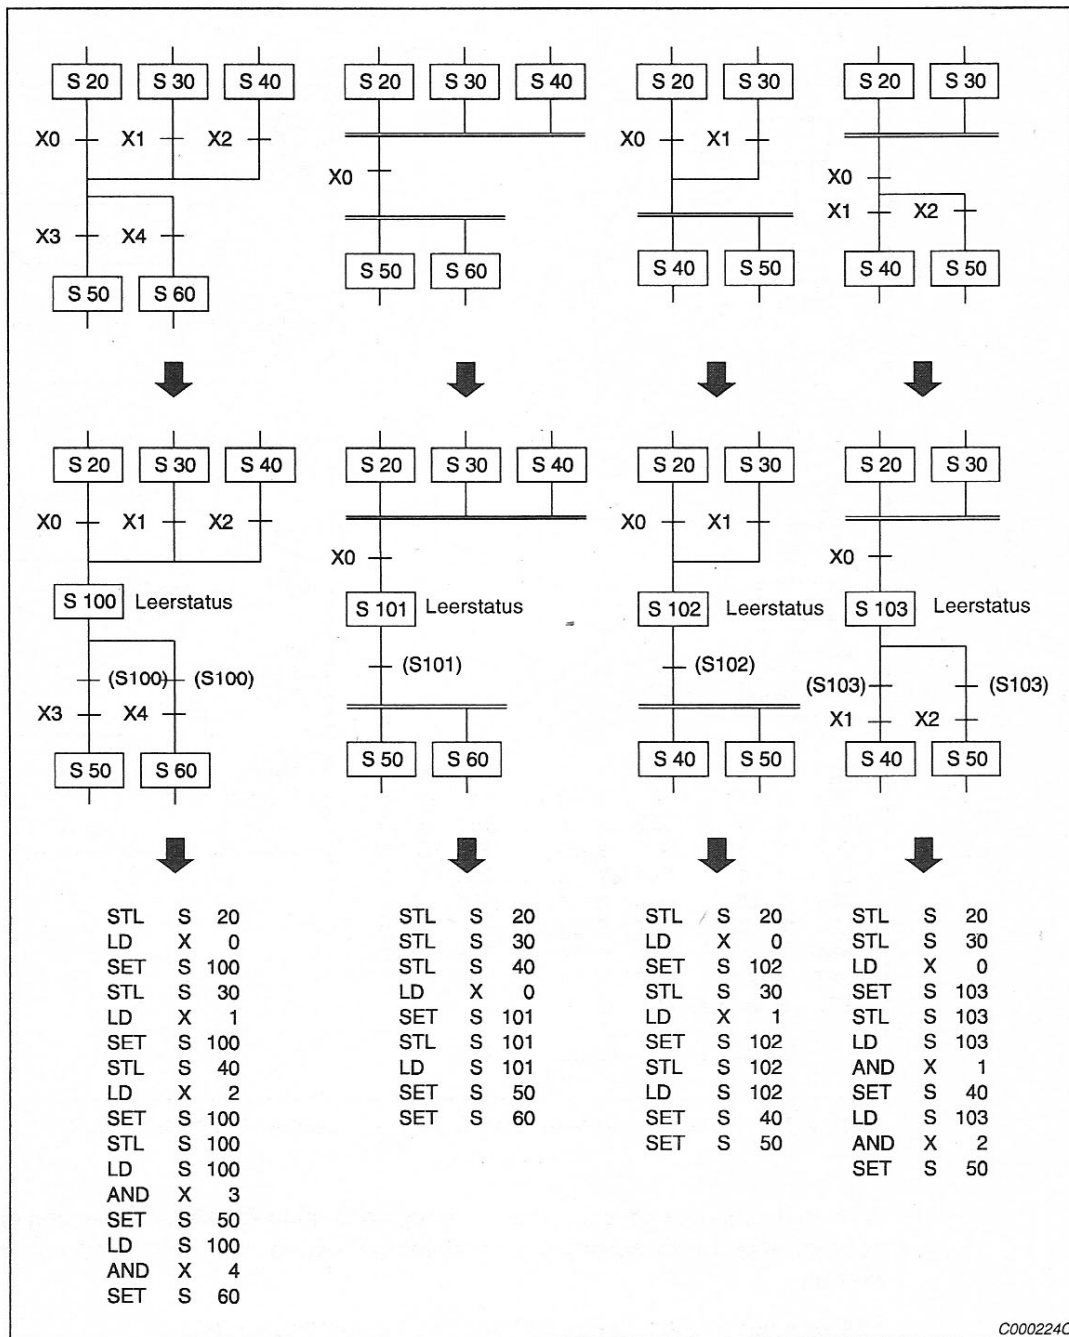 S 20 S 30 S 40 S 20 S 30 S 40 S 20 S 30 S 20 S 30
X0 X1 X2 X0 X1
X0 X0
X1 X2
X3 X4
S 50 S 60 S 50 S 60 S 40 S 50 S 40 S 50
S 20 S 30 S 40 S 20 S 30 S 40 S 20 S 30 S 20 S 30
X0 X1 X2 X0 X1
X0 X0
S 100 Leerstatus S 101 Leerstatus S 102 Leerstatus S 103 Leerstatus
(S100) (S100) (S101) (S102) (S103) (S103)
X3 X4 X1 X2
S 50 S 60 S 50 S 60 S 40 S 50 S 40 S 50
STL S 20
LD X 0
SET S 100
STL S 30
LD X 1
SET S 100
STL S 40
LD X 2
SET S 100
STL S 100
LD S 100
AND X 3
SET S 50
LD S 100
AND X 4
SET S 60
STL S 20
STL S 30
STL S 40
LD X 0
SET S 101
STL S 101
LD S 101
SET S 50
SET S 60
STL S 20
LD X 0
SET S 102
STL S 30
LD X 1
SET S 102
STL S 102
LD S 102
SET S 40
SET S 50
STL S 20
STL S 30
LD X 0
SET S 103
STL S 103
LD S 103
AND X 1
SET S 40
LD S 103
AND X 2
SET S 50
C000224C